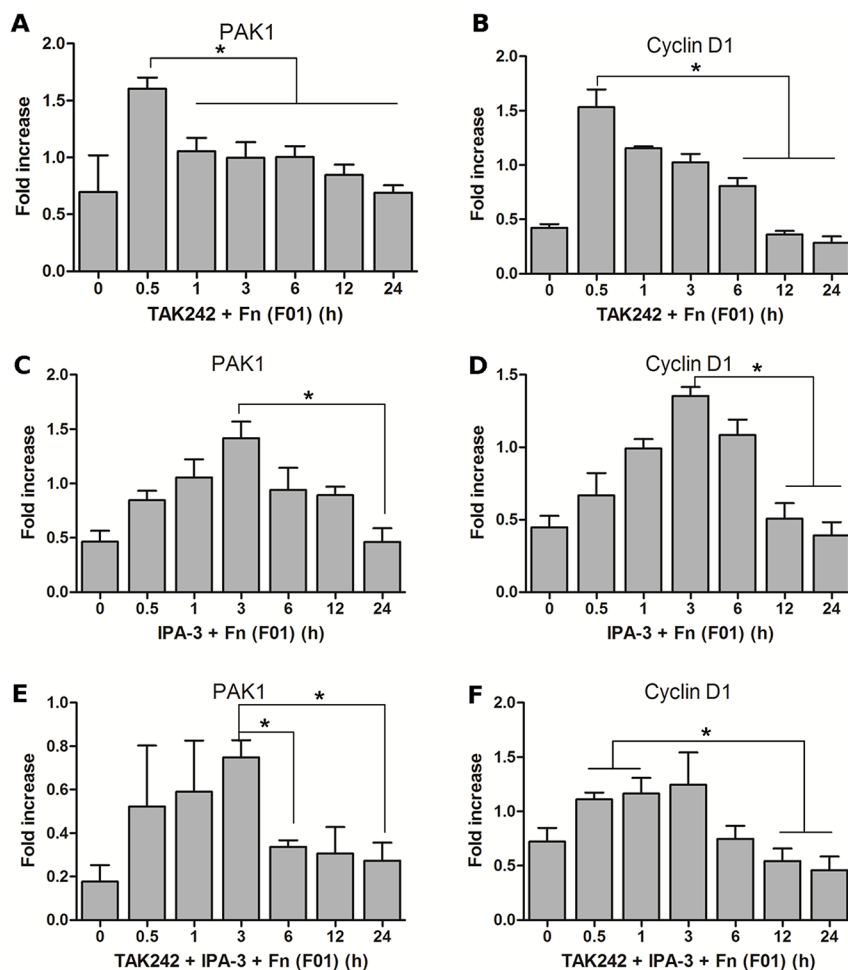 A
PAK1
*
Fold increase
2.0
1.5
1.0
0.5
0.0
0 0.5 1 3 6 12 24
TAK242 + Fn (F01) (h)
B
Cyclin D1
*
Fold increase
2.0
1.5
1.0
0.5
0.0
0 0.5 1 3 6 12 24
TAK242 + Fn (F01) (h)
C
PAK1
*
Fold increase
2.0
1.5
1.0
0.5
0.0
0 0.5 1 3 6 12 24
IPA-3 + Fn (F01) (h)
D
Cyclin D1
*
Fold increase
1.5
1.0
0.5
0.0
0 0.5 1 3 6 12 24
IPA-3 + Fn (F01) (h)
E
PAK1
*
*
Fold increase
1.0
0.8
0.6
0.4
0.2
0.0
0 0.5 1 3 6 12 24
TAK242 + IPA-3 + Fn (F01) (h)
F
Cyclin D1
*
Fold increase
2.0
1.5
1.0
0.5
0.0
0 0.5 1 3 6 12 24
TAK242 + IPA-3 + Fn (F01) (h)